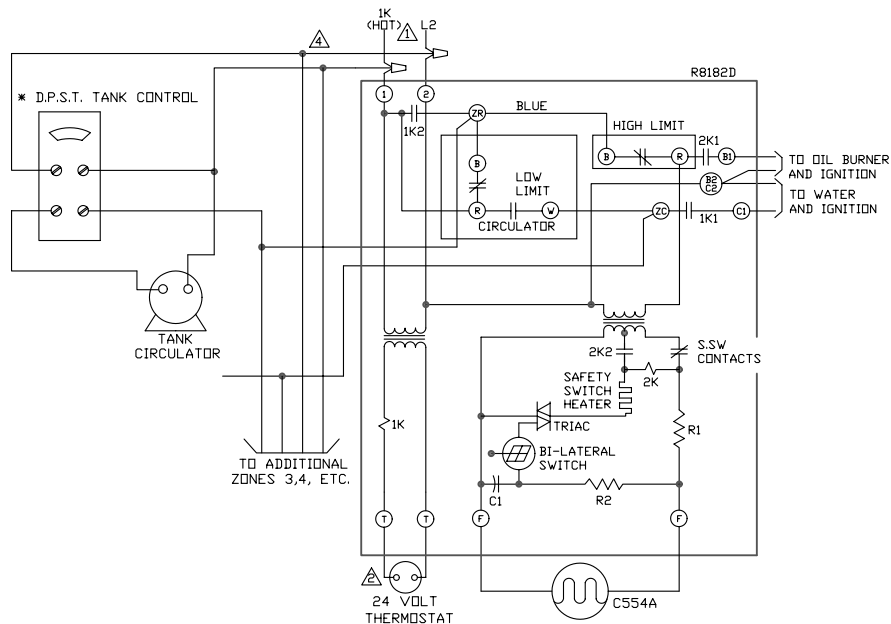 1K
(HOT)
1
L2
4
R8182D
* D.P.S.T. TANK CONTROL
1
2
ZR
BLUE
1K2
HIGH LIMIT
2K1
B
R
B1
TO OIL BURNER
AND IGNITION
B
LOW
LIMIT
B2
C2
TO WATER
AND IGNITION
R
W
CIRCULATOR
ZC
1K1
C1
TANK
CIRCULATOR
2K2
S.SW
CONTACTS
2K
SAFETY
SWITCH
HEATER
TRIAC
1K
R1
BI-LATERAL
SWITCH
TO ADDITIONAL
ZONES 3,4, ETC.
C1
R2
T
T
F
F
2
24 VOLT
THERMOSTAT
C554A